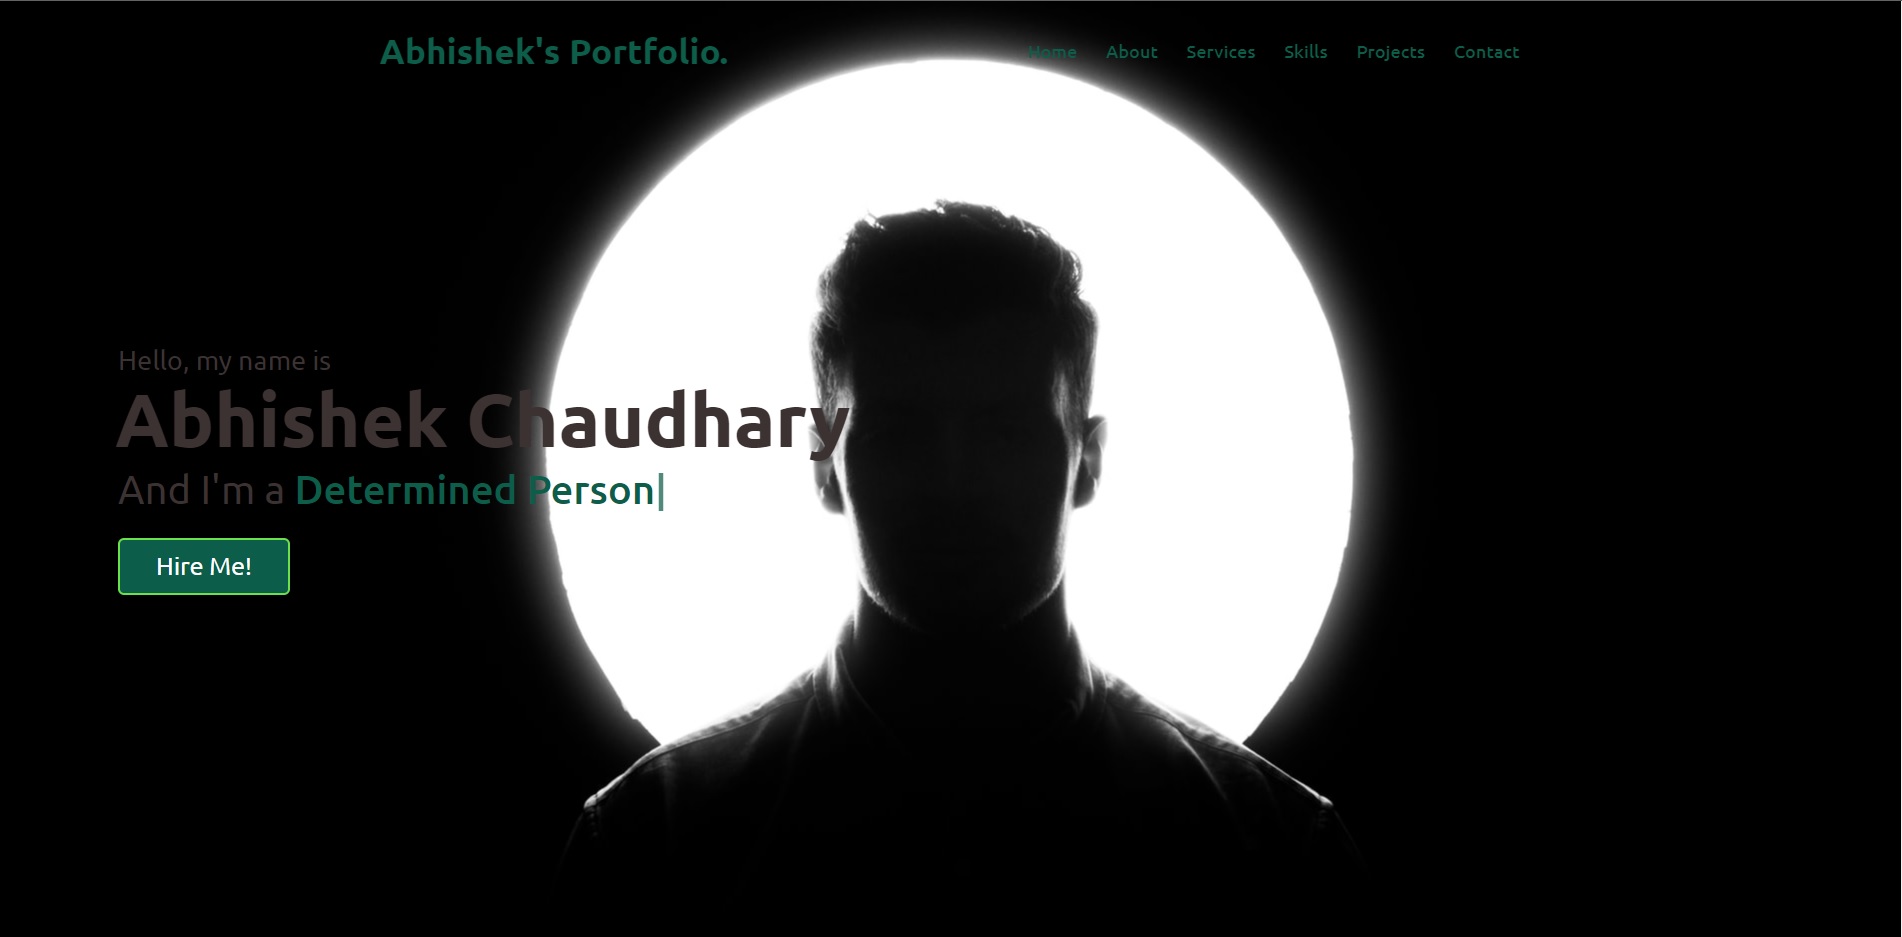 Abhishek's Portfolio.
Home About Services Skills Projects Contact
Hello, my name is
Abhishek Chaudhary
And I'm a Determined Person|
Hire Me!